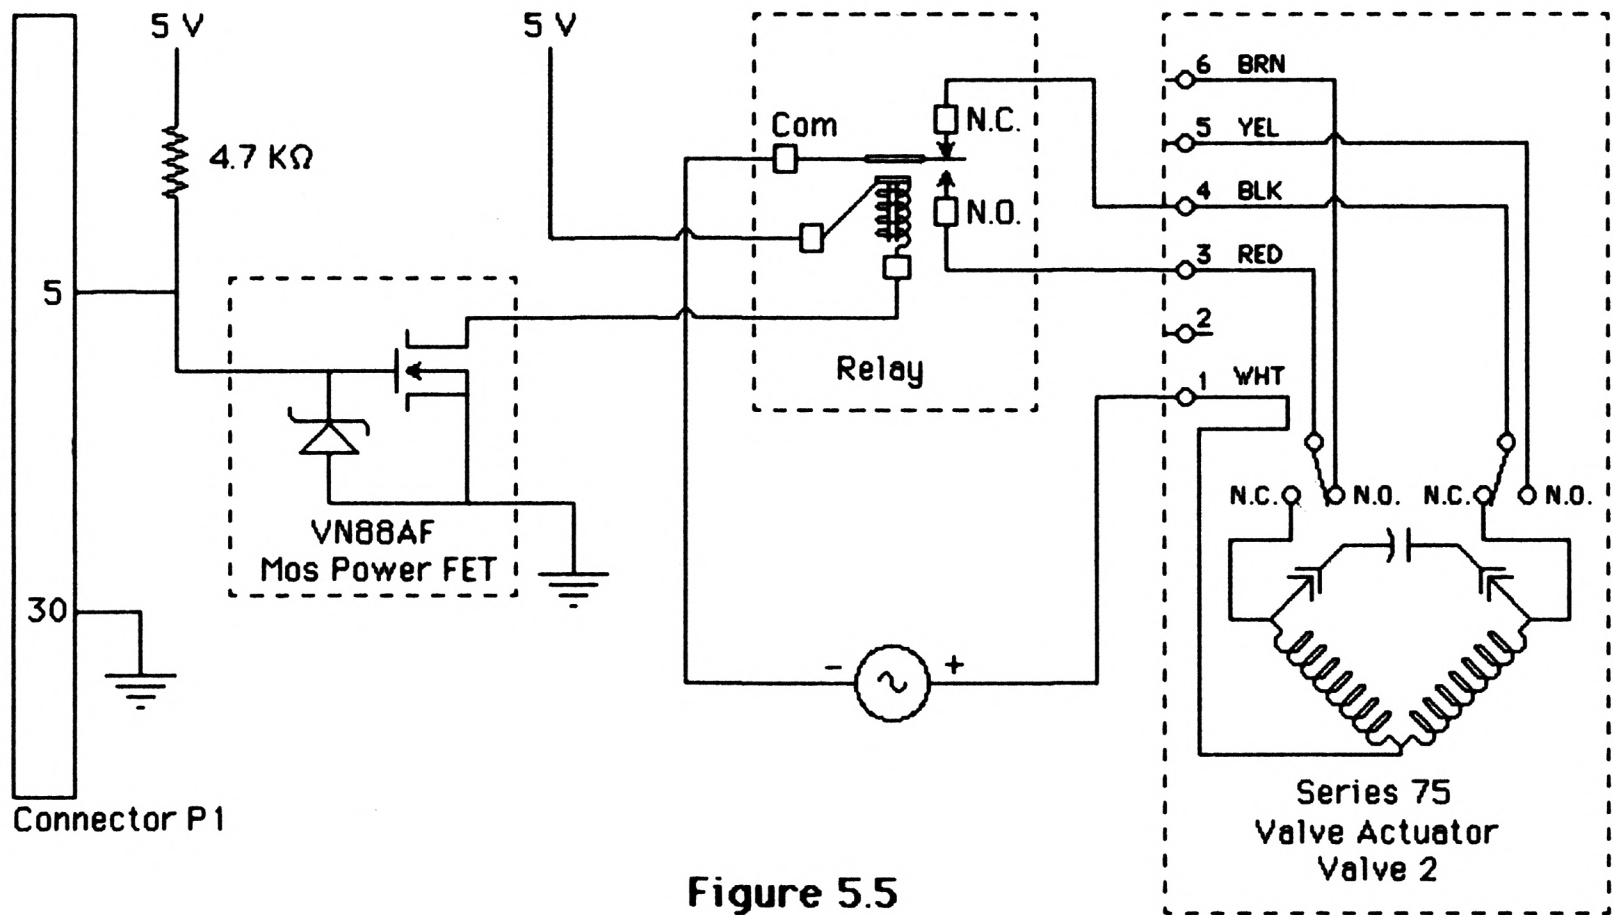 5 V
5 V
4.7 KΩ
5
30
Connector P1
VN88AF
Mos Power FET
Com
N.C.
N.O.
Relay
-
+
6 BRN
5 YEL
4 BLK
3 RED
2
1 WHT
N.C. N.O. N.C. N.O.
Series 75
Valve Actuator
Valve 2
Figure 5.5